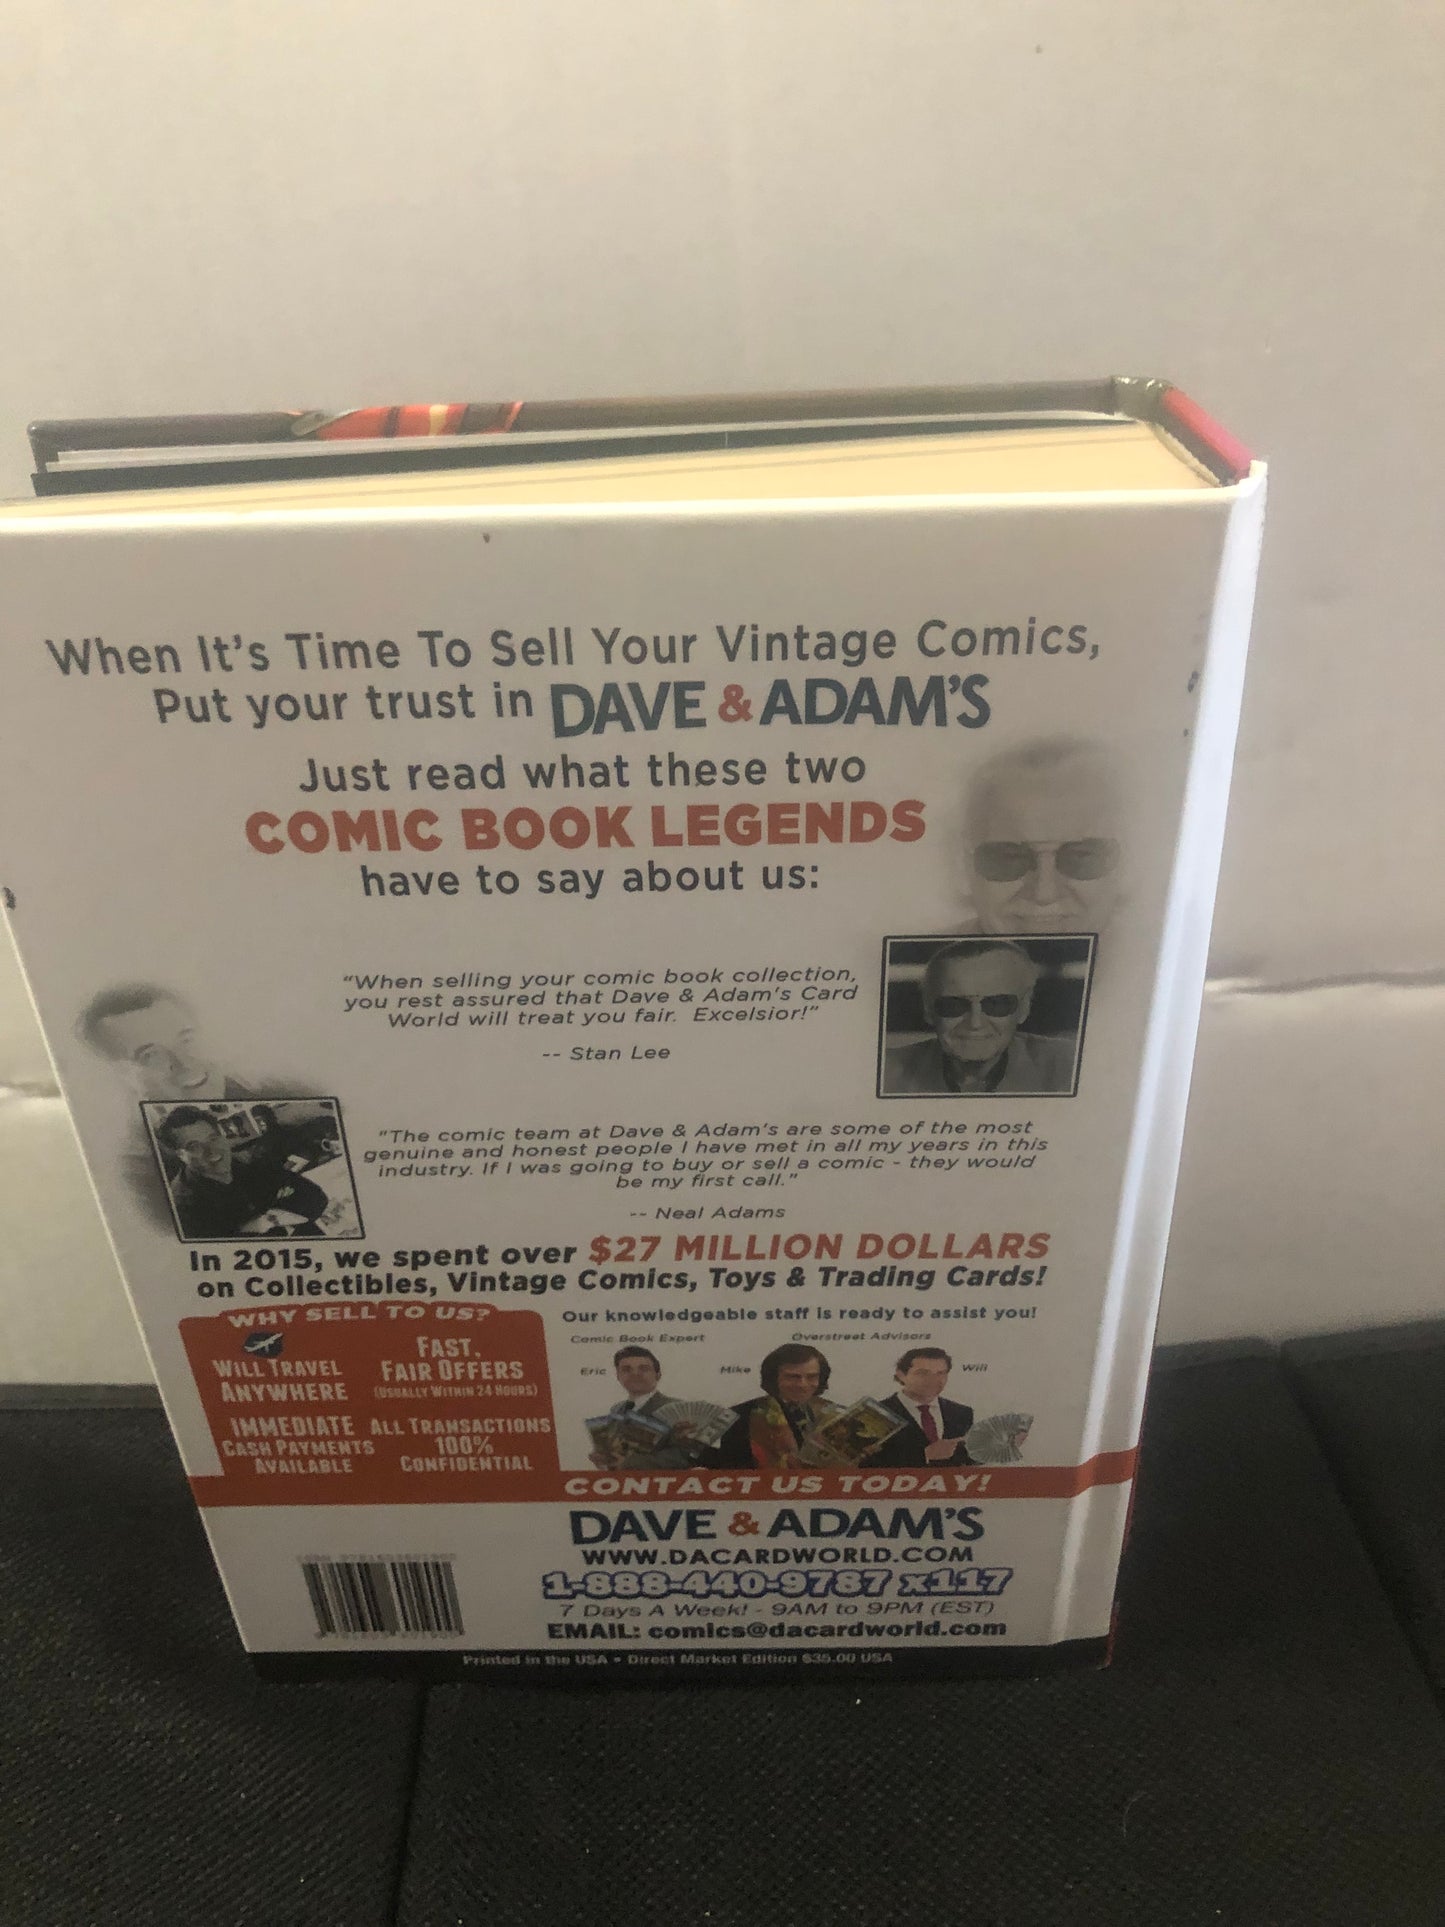 When It's Time To Sell Your Vintage Comics,
Put your trust in DAVE & ADAM'S
Just read what these two
COMIC BOOK LEGENDS
have to say about us:
"When selling your comic book collection,
you rest assured that Dave & Adam's Card
World will treat you fair. Excelsior!"
-- Stan Lee
"The comic team at Dave & Adam's are some of the most
genuine and honest people I have met in all my years in this
industry. If I was going to buy or sell a comic - they would
be my first call."
-- Neal Adams
In 2015, we spent over $27 MILLION DOLLARS
on Collectibles, Vintage Comics, Toys & Trading Cards!
WHY SELL TO US?
WILL TRAVEL
ANYWHERE
FAST,
FAIR OFFERS
(USUALLY WITHIN 24 HOURS)
IMMEDIATE
CASH PAYMENTS
AVAILABLE
ALL TRANSACTIONS
100%
CONFIDENTIAL
Our knowledgeable staff is ready to assist you!
Comic Book Expert
Overstreet Advisors
Eric
Mike
Will
CONTACT US TODAY!
DAVE & ADAM'S
WWW.DACARDWORLD.COM
1-888-440-9787 x117
7 Days A Week! - 9AM to 9PM (EST)
EMAIL: comics@dacardworld.com
Printed in the USA • Direct Market Edition $35.00 USA